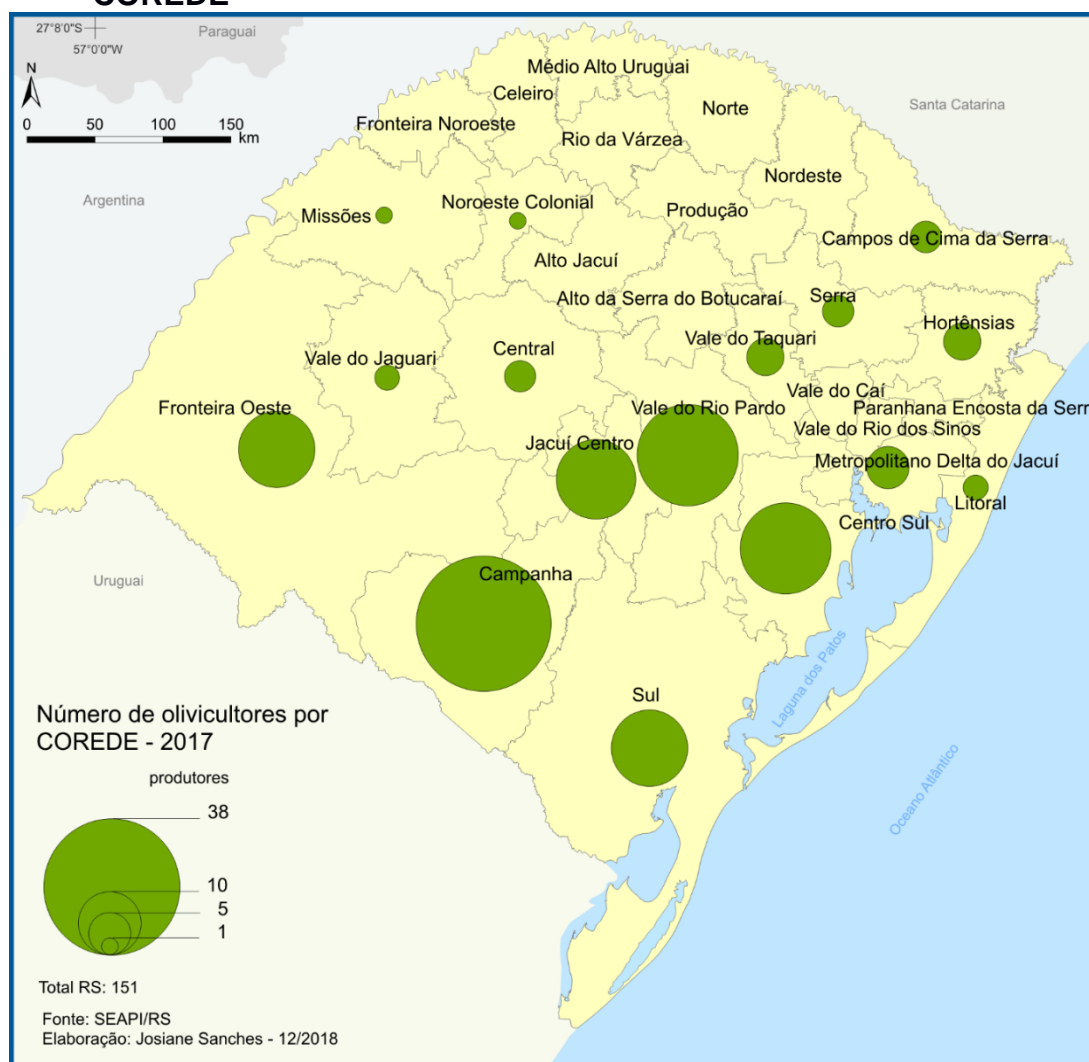 COREDE
27°8'0"S
57°0'0"W
Paraguai
N
0 50 100 150
km
Santa Catarina
Argentina
Uruguai
Médio Alto Uruguai
Celeiro
Norte
Fronteira Noroeste
Rio da Várzea
Nordeste
Missões
Noroeste Colonial
Produção
Campos de Cima da Serra
Alto Jacuí
Alto da Serra do Botucaraí
Serra
Hortênsias
Vale do Taquari
Central
Vale do Jaguari
Vale do Caí
Fronteira Oeste
Vale do Rio Pardo
Paranhana Encosta da Serr
Vale do Rio dos Sinos
Jacuí Centro
Metropolitano Delta do Jacuí
Litoral
Centro Sul
Campanha
Sul
Laguna dos Patos
Oceano Atlântico
Número de olivicultores por
COREDE - 2017
produtores
38
10
5
1
Total RS: 151
Fonte: SEAPI/RS
Elaboração: Josiane Sanches - 12/2018